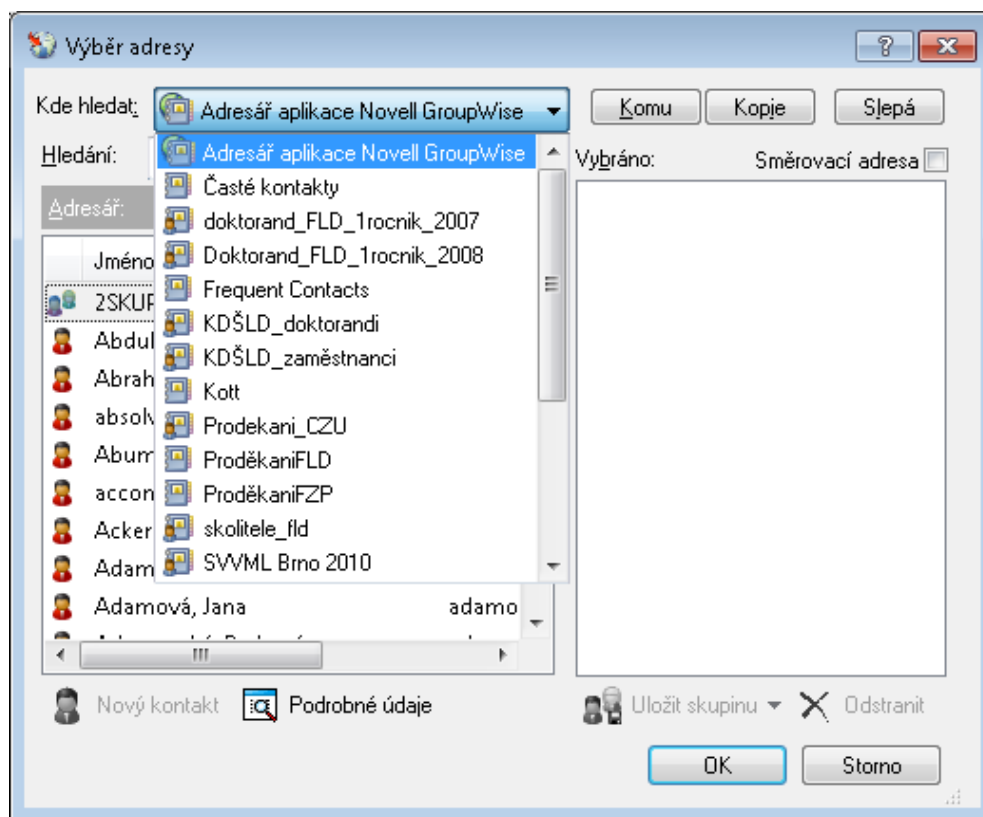 Výběr adresy
Kde hledat: Adresář aplikace Novell GroupWise Komu Kopie Slepá
Hledání: Adresář aplikace Novell GroupWise Vybráno: Směrovací adresa
Časté kontakty
Adresář: doktorand_FLD_1rocnik_2007
Jméno Doktorand_FLD_1rocnik_2008
2SKUP Frequent Contacts
Abdul KDŠLD_doktorandi
KDŠLD_zaměstnanci
Abrah Kott
absolv Prodekani_CZU
Abum ProděkaniFLD
accon ProděkaniFZP
Acker skolitele_fld
Adam SVVML Brno 2010
Adamová, Jana adamo
Nový kontakt Podrobné údaje Uložit skupinu Odstranit
OK Storno